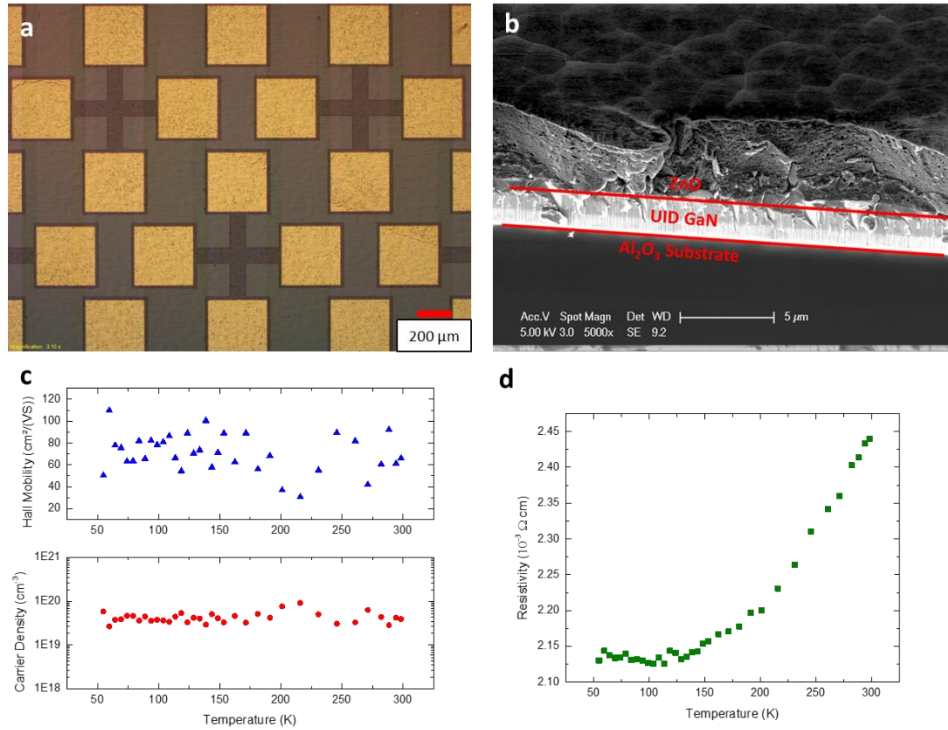 a
200 µm
Magnification 3.10 x
b
ZnO
UID GaN
Al₂O₃ Substrate
Acc.V Spot Magn Det WD
5.00 kV 3.0 5000x SE 9.2
5 µm
c
Hall Mobility (cm²/(VS))
120
100
80
60
40
20
50 100 150 200 250 300
Carrier Density (cm⁻³)
1E21
1E20
1E19
1E18
50 100 150 200 250 300
Temperature (K)
d
Resistivity (10⁻³ Ω cm)
2.45
2.40
2.35
2.30
2.25
2.20
2.15
2.10
50 100 150 200 250 300
Temperature (K)